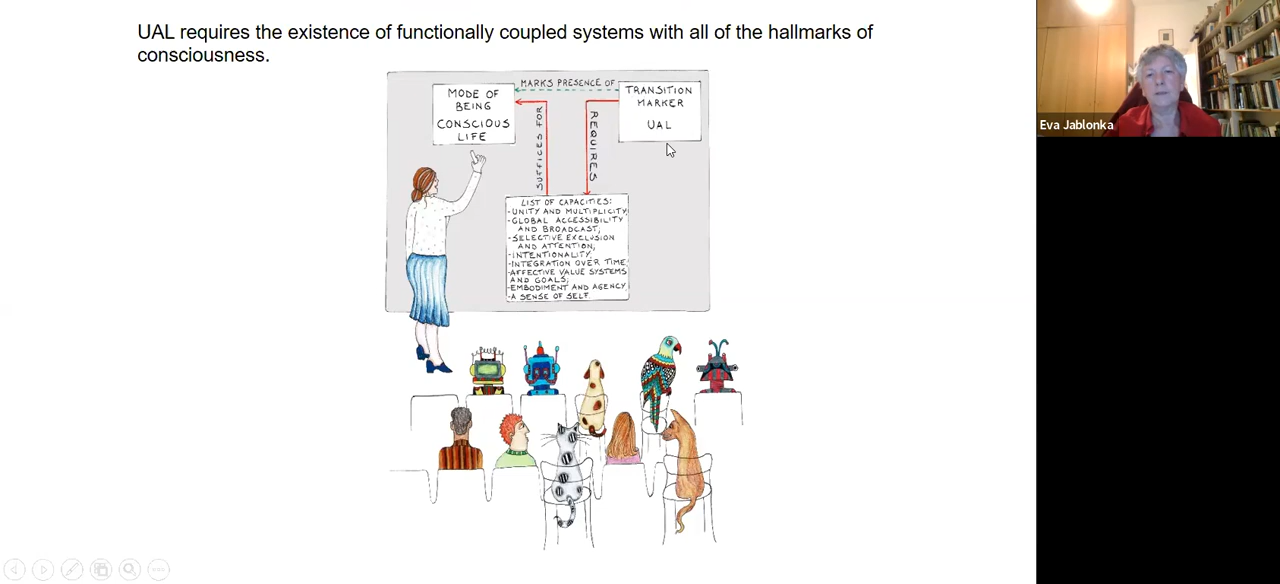 UAL requires the existence of functionally coupled systems with all of the hallmarks of
consciousness.
MARKS PRESENCE OF
MODE OF
BEING
CONSCIOUS
LIFE
TRANSITION
MARKER
UAL
SUFFICES FOR
REQUIRES
LIST OF CAPACITIES:
-UNITY AND MULTIPLICITY;
-GLOBAL ACCESSIBILITY
AND BROADCAST;
-SELECTIVE EXCLUSION
AND ATTENTION;
-INTENTIONALITY;
-INTEGRATION OVER TIME;
-AFFECTIVE VALUE SYSTEMS
AND GOALS;
-EMBODIMENT AND AGENCY;
-A SENSE OF SELF
Eva Jablonka